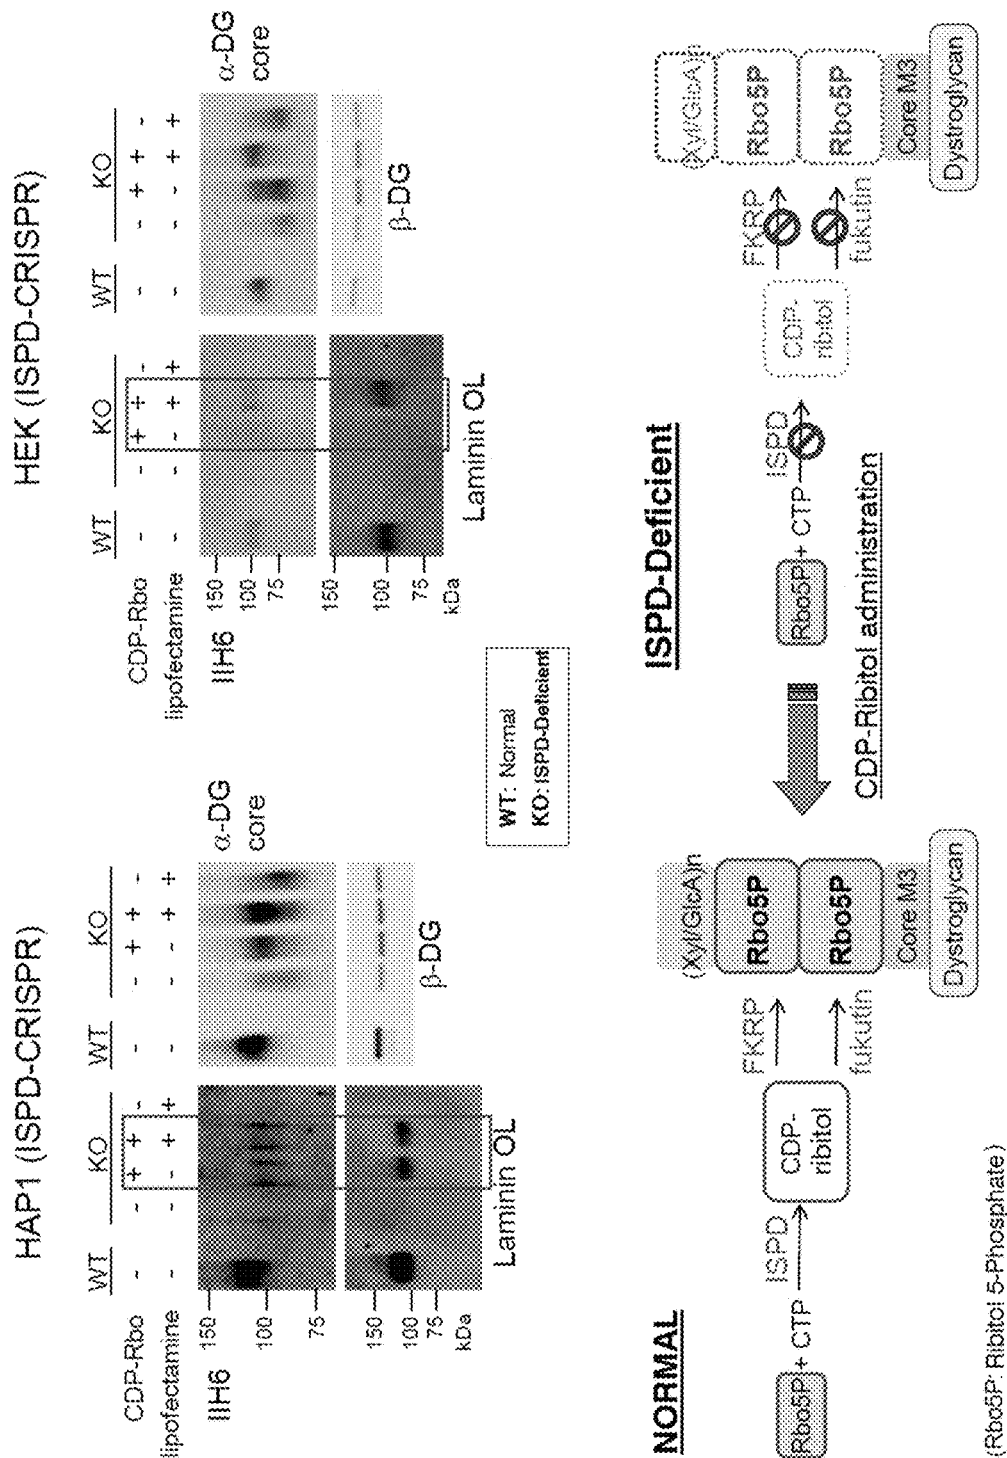 HAP1 (ISPD-CRISPR)
WT KO WT KO
CDP-Rbo - - + + - - - + + -
lipofectamine - - - + + - - - + +
IIH6
150
100
75
α-DG
core
150
100
75
kDa
Laminin OL
β-DG
HEK (ISPD-CRISPR)
WT KO WT KO
CDP-Rbo - - + + - - - + + -
lipofectamine - - - + + - - - + +
IIH6
150
100
75
α-DG
core
150
100
75
kDa
Laminin OL
β-DG
WT: Normal
KO: ISPD-Deficient
NORMAL
Rbo5P + CTP
ISPD
CDP-
ribitol
FKRP
fukutin
(Xyl/GlcA)n
Rbo5P
Rbo5P
Core M3
Dystroglycan
CDP-Ribitol administration
ISPD-Deficient
Rbo5P + CTP
ISPD
CDP-
ribitol
FKRP
fukutin
(Xyl/GlcA)n
Rbo5P
Rbo5P
Core M3
Dystroglycan
(Rbo5P: Ribitol 5-Phosphate)